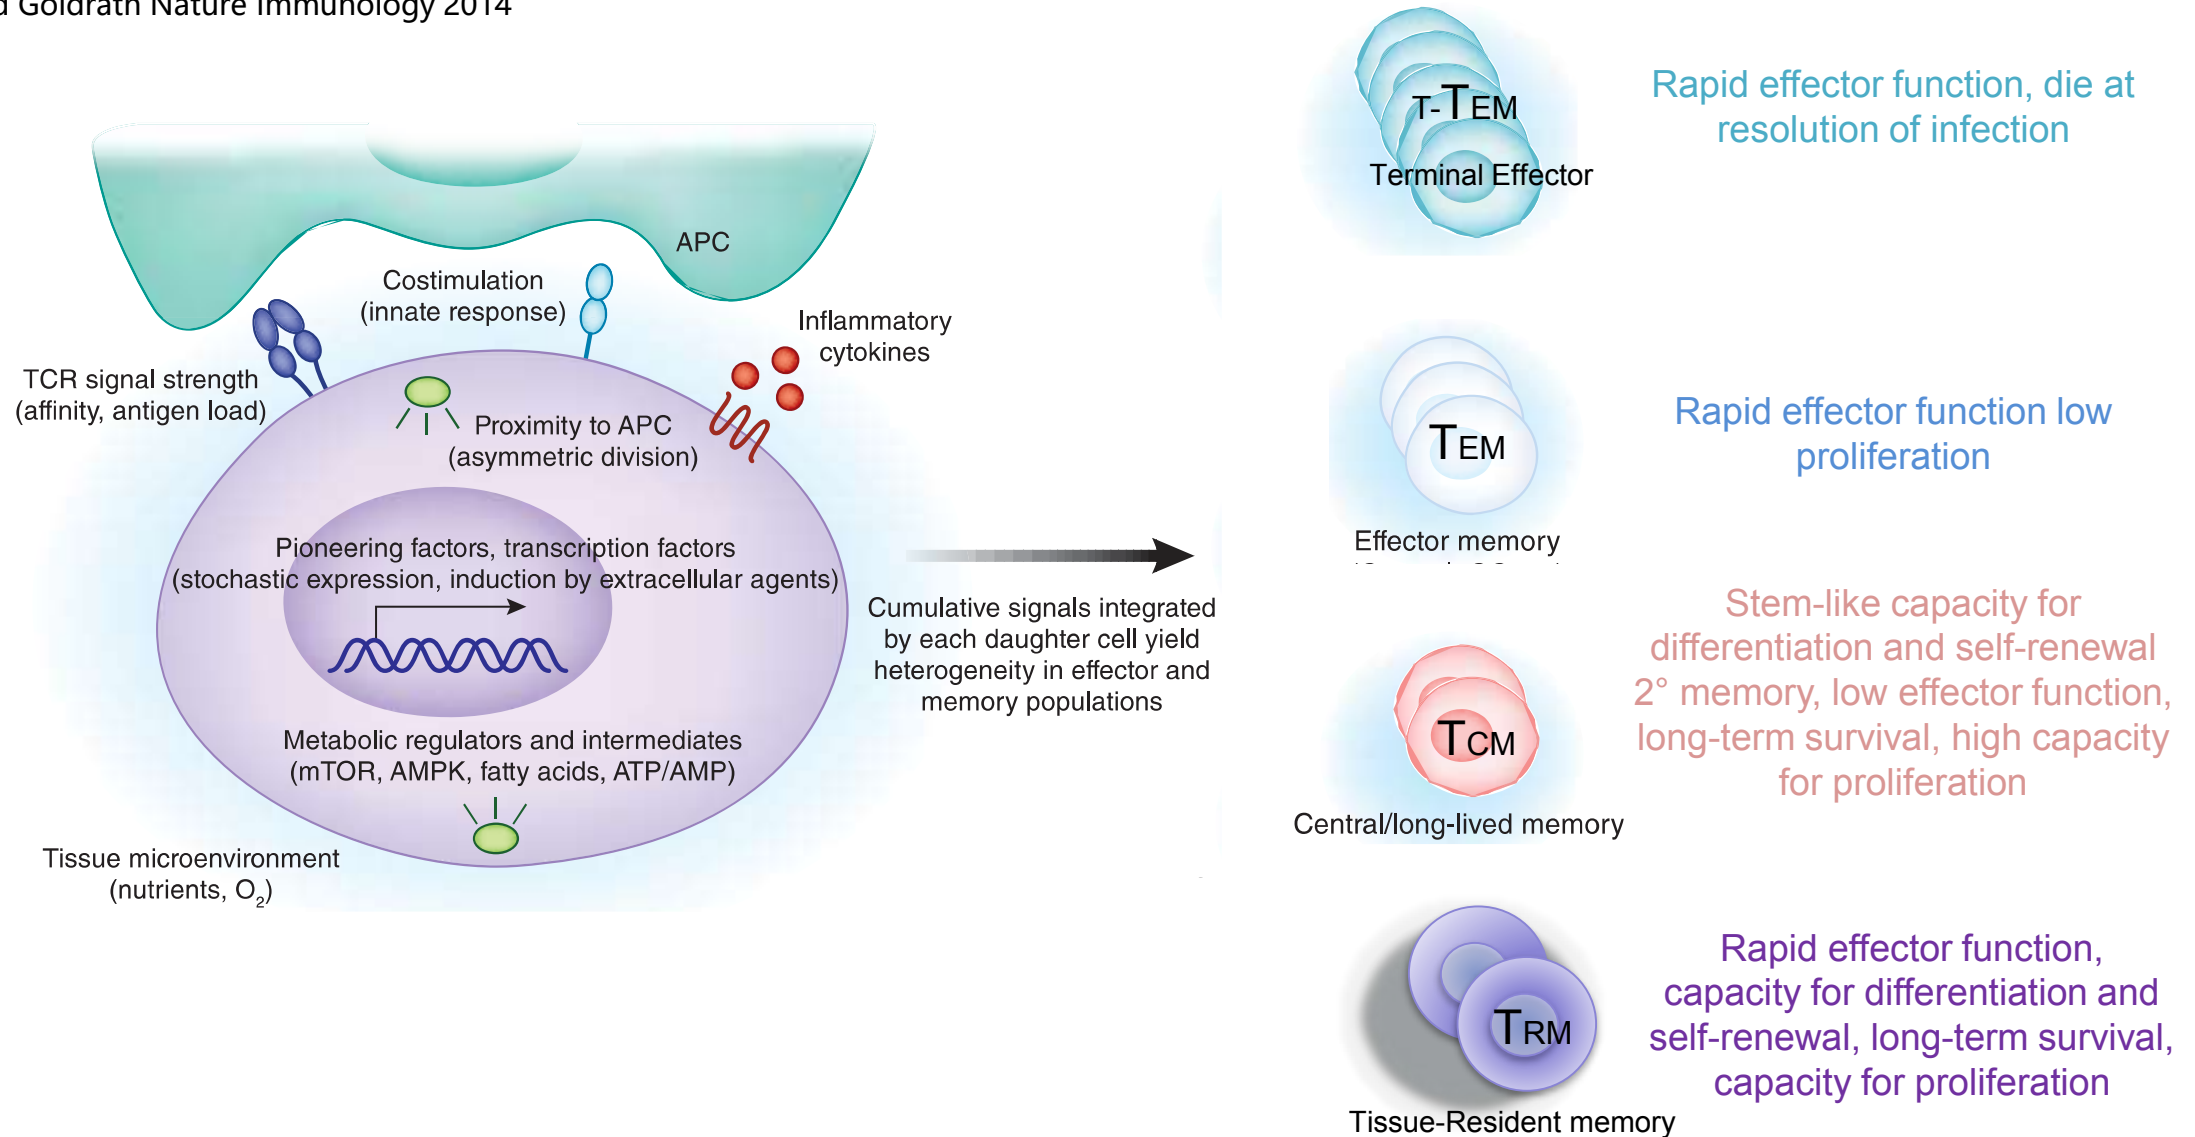 Goldrath Nature Immunology 2014
APC
Costimulation
(innate response)
Inflammatory
cytokines
TCR signal strength
(affinity, antigen load)
Proximity to APC
(asymmetric division)
Pioneering factors, transcription factors
(stochastic expression, induction by extracellular agents)
Metabolic regulators and intermediates
(mTOR, AMPK, fatty acids, ATP/AMP)
Tissue microenvironment
(nutrients, O₂)
Cumulative signals integrated
by each daughter cell yield
heterogeneity in effector and
memory populations
T-TEM
Terminal Effector
Rapid effector function, die at
resolution of infection
TEM
Effector memory
Rapid effector function low
proliferation
TCM
Central/long-lived memory
Stem-like capacity for
differentiation and self-renewal
2° memory, low effector function,
long-term survival, high capacity
for proliferation
TRM
Tissue-Resident memory
Rapid effector function,
capacity for differentiation and
self-renewal, long-term survival,
capacity for proliferation